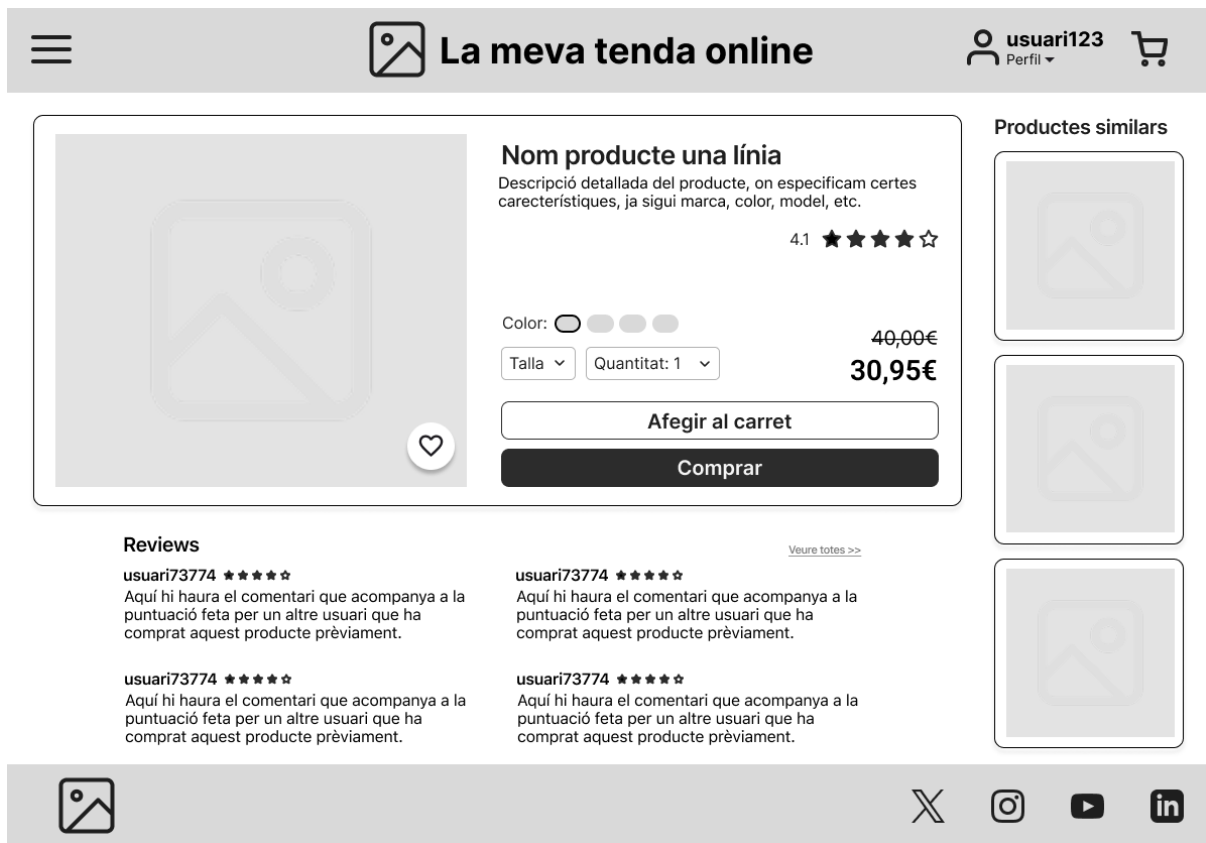 La meva tenda online
usuari123
Perfil
Nom producte una línia
Descripció detallada del producte, on especificam certes
carecterístiques, ja sigui marca, color, model, etc.
4.1
Color:
40,00€
Talla
Quantitat: 1
30,95€
Afegir al carret
Comprar
Productes similars
Reviews
Veure totes >>
usuari73774
Aquí hi haura el comentari que acompanya a la
puntuació feta per un altre usuari que ha
comprat aquest producte prèviament.
usuari73774
Aquí hi haura el comentari que acompanya a la
puntuació feta per un altre usuari que ha
comprat aquest producte prèviament.
usuari73774
Aquí hi haura el comentari que acompanya a la
puntuació feta per un altre usuari que ha
comprat aquest producte prèviament.
usuari73774
Aquí hi haura el comentari que acompanya a la
puntuació feta per un altre usuari que ha
comprat aquest producte prèviament.